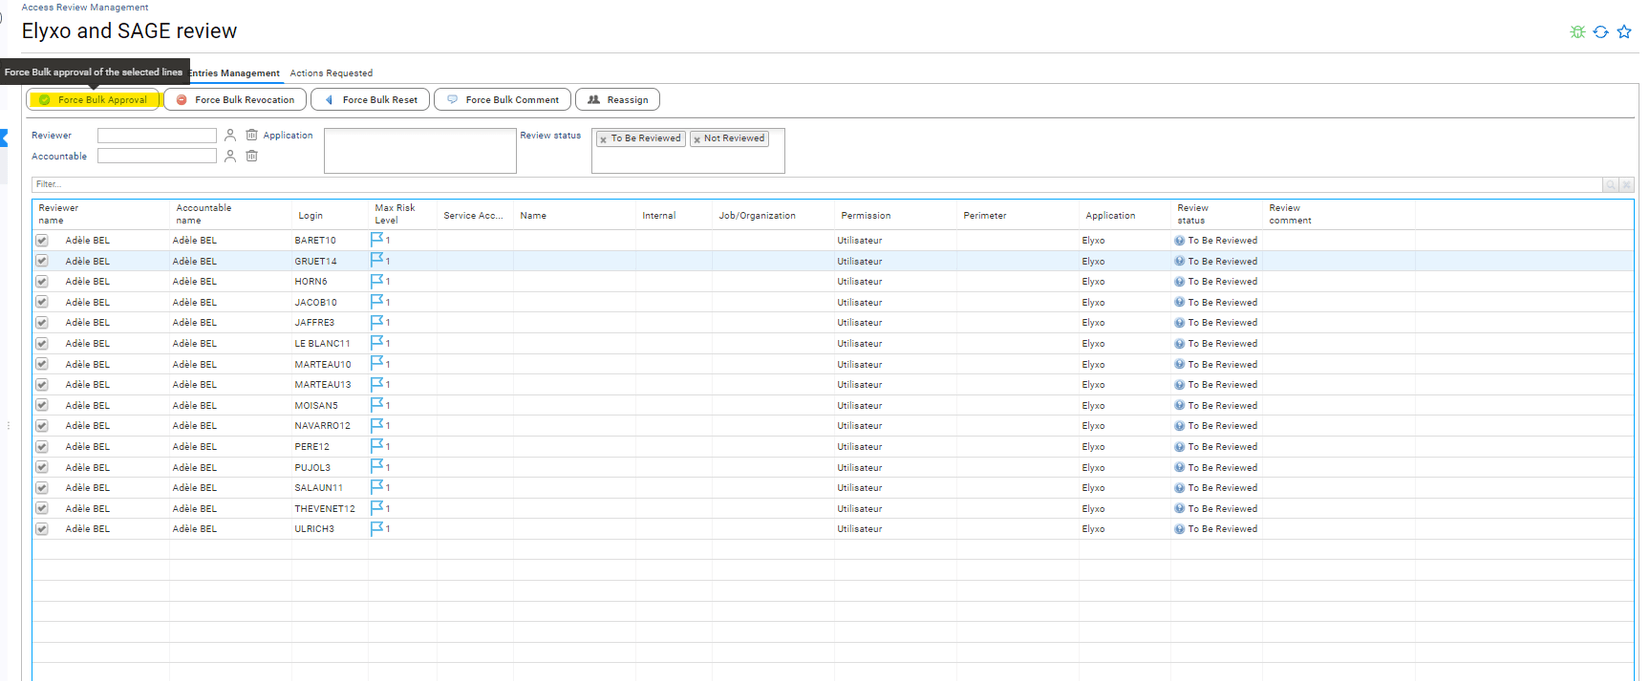 Access Review Management
Elyxo and SAGE review
Force Bulk approval of the selected lines
Entries Management Actions Requested
Force Bulk Approval Force Bulk Revocation Force Bulk Reset Force Bulk Comment Reassign
Reviewer Application Review status To Be Reviewed Not Reviewed
Accountable
Filter...
Reviewer name Accountable name Login Max Risk Level Service Acc... Name Internal Job/Organization Permission Perimeter Application Review status Review comment
Adèle BEL Adèle BEL BARET10 1 Utilisateur Elyxo To Be Reviewed
Adèle BEL Adèle BEL GRUET14 1 Utilisateur Elyxo To Be Reviewed
Adèle BEL Adèle BEL HORN6 1 Utilisateur Elyxo To Be Reviewed
Adèle BEL Adèle BEL JACOB10 1 Utilisateur Elyxo To Be Reviewed
Adèle BEL Adèle BEL JAFFRE3 1 Utilisateur Elyxo To Be Reviewed
Adèle BEL Adèle BEL LE BLANC11 1 Utilisateur Elyxo To Be Reviewed
Adèle BEL Adèle BEL MARTEAU10 1 Utilisateur Elyxo To Be Reviewed
Adèle BEL Adèle BEL MARTEAU13 1 Utilisateur Elyxo To Be Reviewed
Adèle BEL Adèle BEL MOISAN5 1 Utilisateur Elyxo To Be Reviewed
Adèle BEL Adèle BEL NAVARRO12 1 Utilisateur Elyxo To Be Reviewed
Adèle BEL Adèle BEL PERE12 1 Utilisateur Elyxo To Be Reviewed
Adèle BEL Adèle BEL PUJOL3 1 Utilisateur Elyxo To Be Reviewed
Adèle BEL Adèle BEL SALAUN11 1 Utilisateur Elyxo To Be Reviewed
Adèle BEL Adèle BEL THEVENET12 1 Utilisateur Elyxo To Be Reviewed
Adèle BEL Adèle BEL ULRICH3 1 Utilisateur Elyxo To Be Reviewed